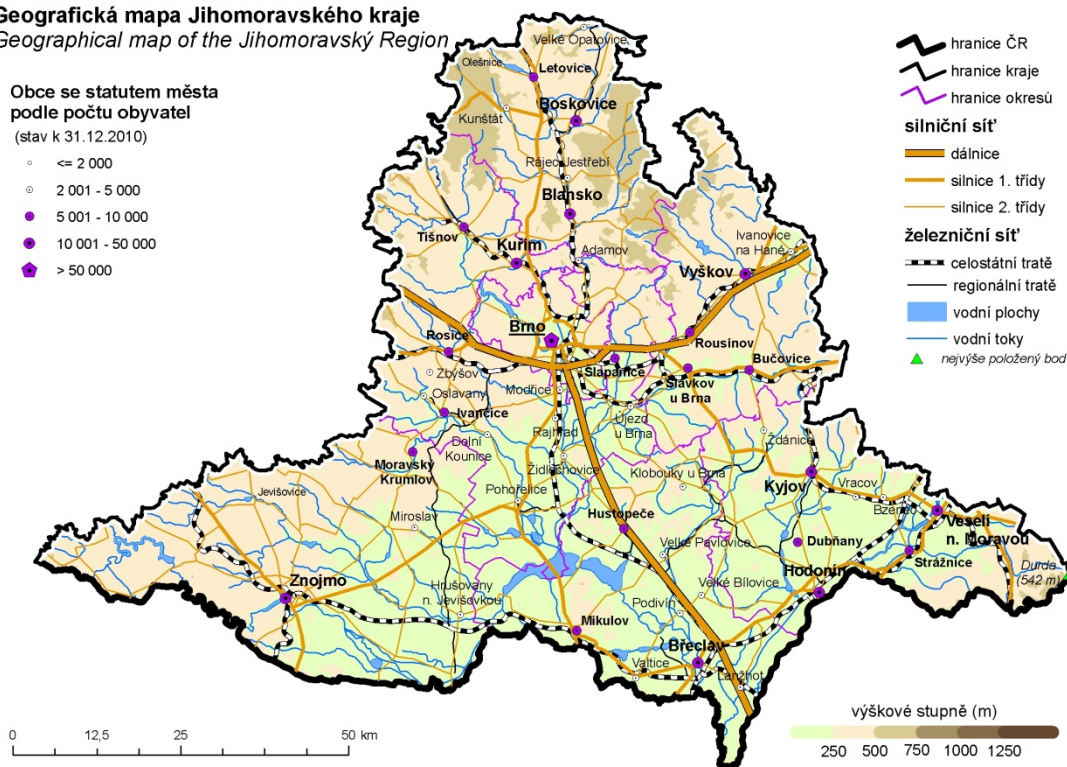 Geografická mapa Jihomoravského kraje
Geographical map of the Jihomoravský Region
Obce se statutem města
podle počtu obyvatel
(stav k 31.12.2010)
<= 2 000
2 001 - 5 000
5 001 - 10 000
10 001 - 50 000
> 50 000
hranice ČR
hranice kraje
hranice okresů
silniční síť
dálnice
silnice 1. třídy
silnice 2. třídy
železniční síť
celostátní tratě
regionální tratě
vodní plochy
vodní toky
nejvýše položený bod
Velké Opatovice
Olešnice
Letovice
Boskovice
Kunštát
Rájec-Jestřebí
Blansko
Tišnov
Kuřim
Adamov
Ivanovice
na Hané
Vyškov
Brno
Rosice
Rousínov
Zbýšov
Šlapanice
Bučovice
Oslavany
Modřice
Slavkov
u Brna
Ivančice
Rajhrad
Újezd
u Brna
Dolní
Kounice
Ždánice
Moravský
Krumlov
Židlochovice
Klobouky u Brna
Kyjov
Vracov
Jevišovice
Pohořelice
Bzenec
Miroslav
Hustopeče
Veselí
n. Moravou
Dubňany
Velké Pavlovice
Strážnice
Durda
(542 m)
Znojmo
Hrušovany
n. Jevišovkou
Velké Bílovice
Hodonín
Podivín
Mikulov
Břeclav
Valtice
Lanžhot
0 12,5 25 50 km
výškové stupně (m)
250 500 750 1000 1250